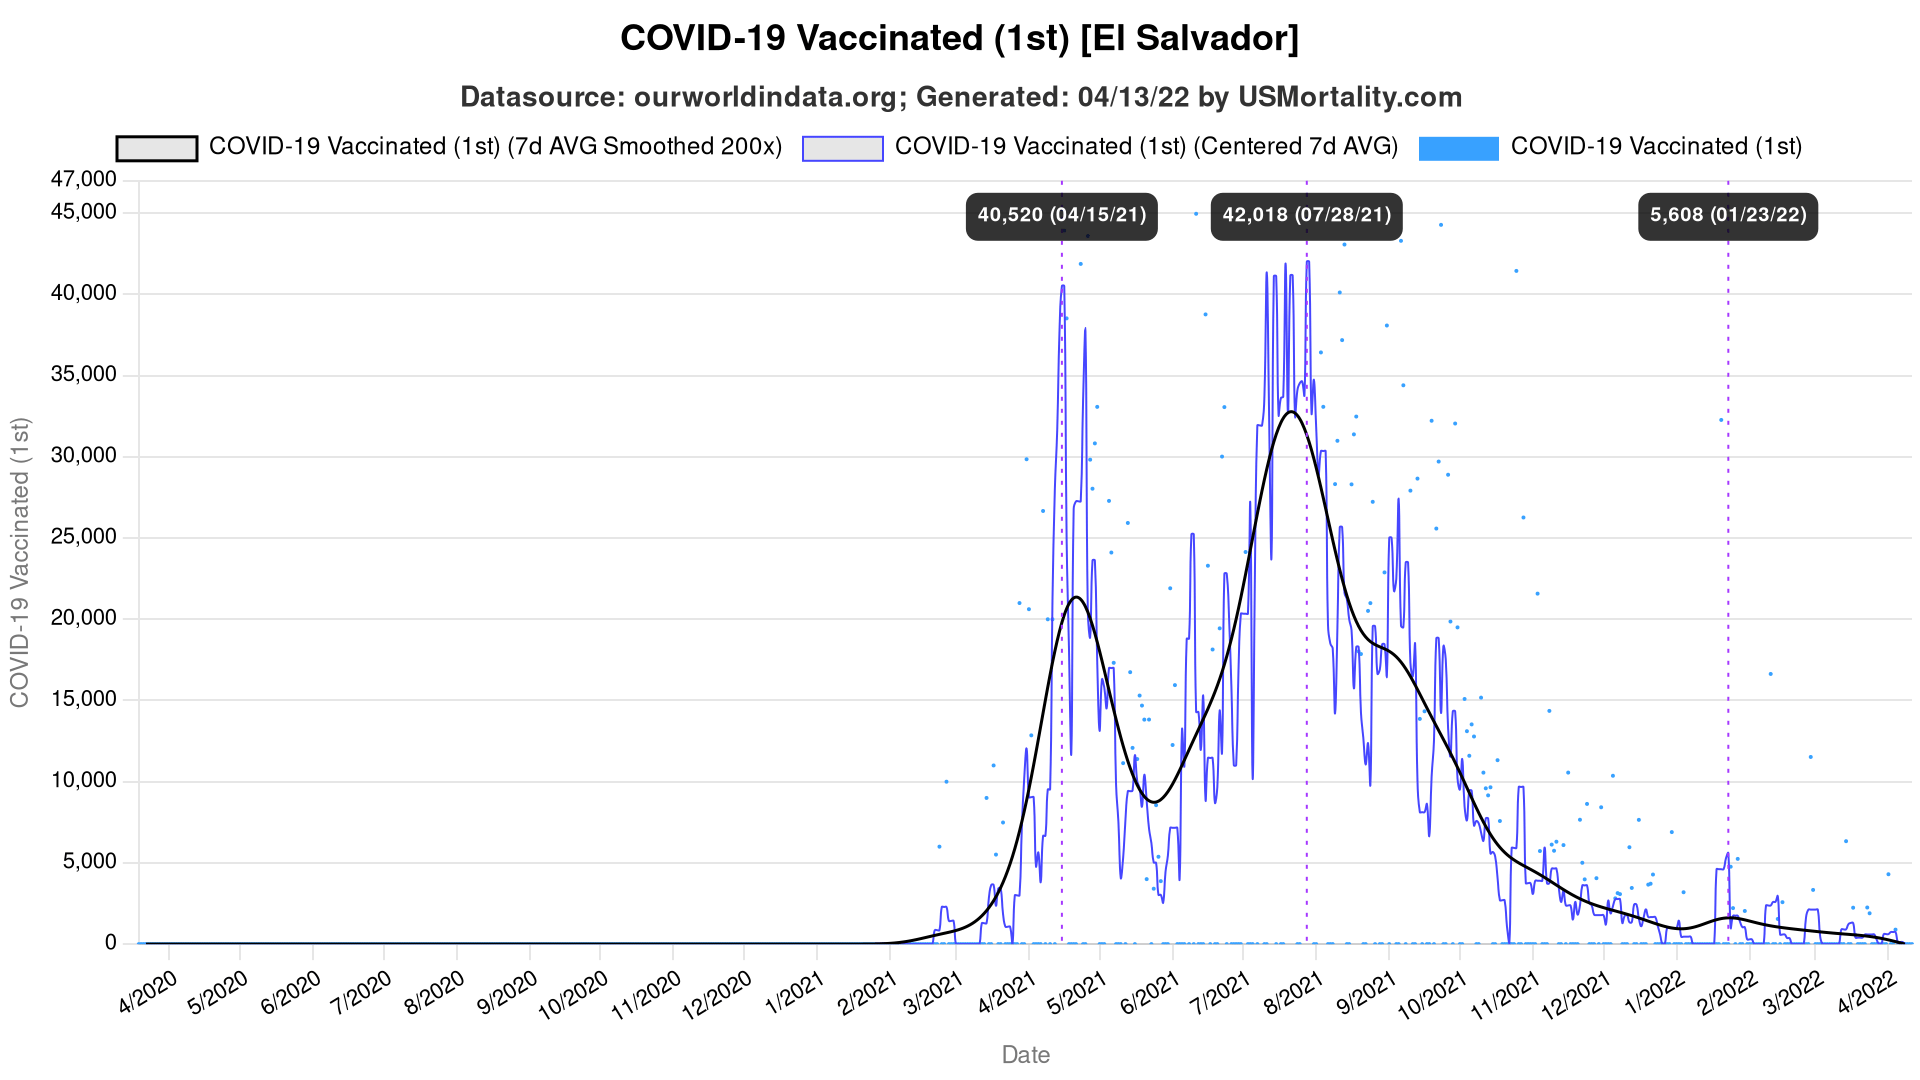 COVID-19 Vaccinated (1st) [El Salvador]
Datasource: ourworldindata.org; Generated: 04/13/22 by USMortality.com
COVID-19 Vaccinated (1st) (7d AVG Smoothed 200x) COVID-19 Vaccinated (1st) (Centered 7d AVG) COVID-19 Vaccinated (1st)
47,000
45,000
40,520 (04/15/21) 42,018 (07/28/21) 5,608 (01/23/22)
40,000
35,000
30,000
25,000
20,000
15,000
10,000
5,000
0
COVID-19 Vaccinated (1st)
4/2020 5/2020 6/2020 7/2020 8/2020 9/2020 10/2020 11/2020 12/2020 1/2021 2/2021 3/2021 4/2021 5/2021 6/2021 7/2021 8/2021 9/2021 10/2021 11/2021 12/2021 1/2022 2/2022 3/2022 4/2022
Date